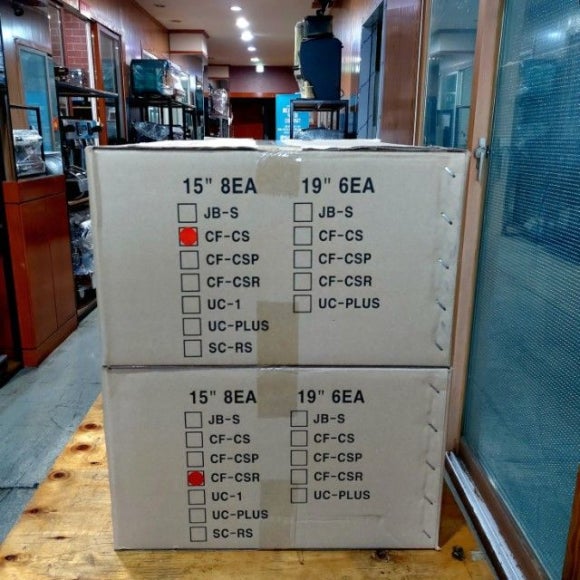 15" 8EA 19" 6EA
JB-S JB-S
CF-CS CF-CS
CF-CSP CF-CSP
CF-CSR CF-CSR
UC-1 UC-PLUS
UC-PLUS
SC-RS
15" 8EA 19" 6EA
JB-S JB-S
CF-CS CF-CS
CF-CSP CF-CSP
CF-CSR CF-CSR
UC-1 UC-PLUS
UC-PLUS
SC-RS